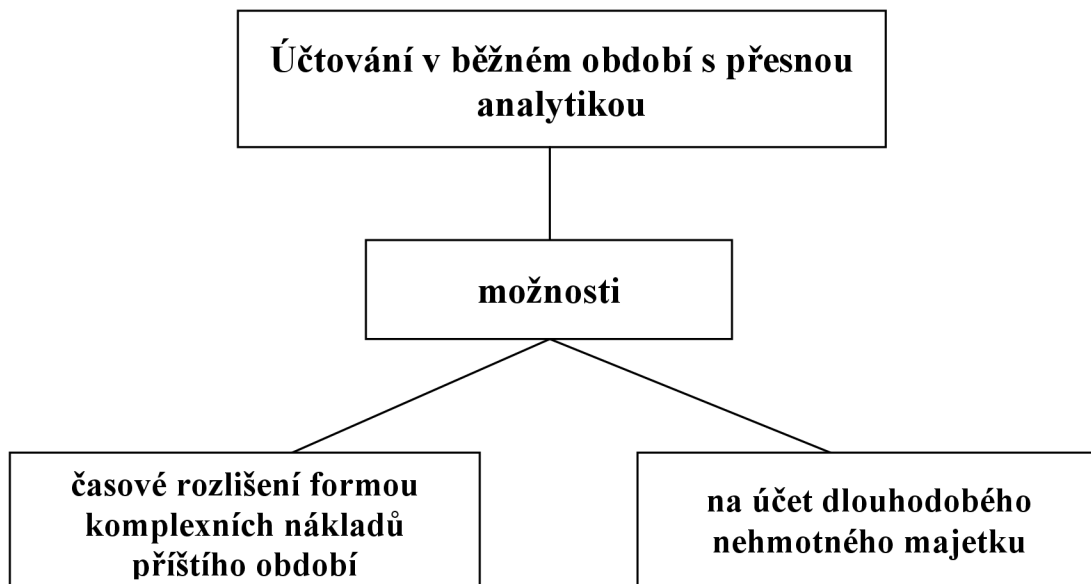 Účtování v běžném období s přesnou
analytikou
možnosti
časové rozlišení formou
komplexních nákladů
příštího období
na účet dlouhodobého
nehmotného majetku